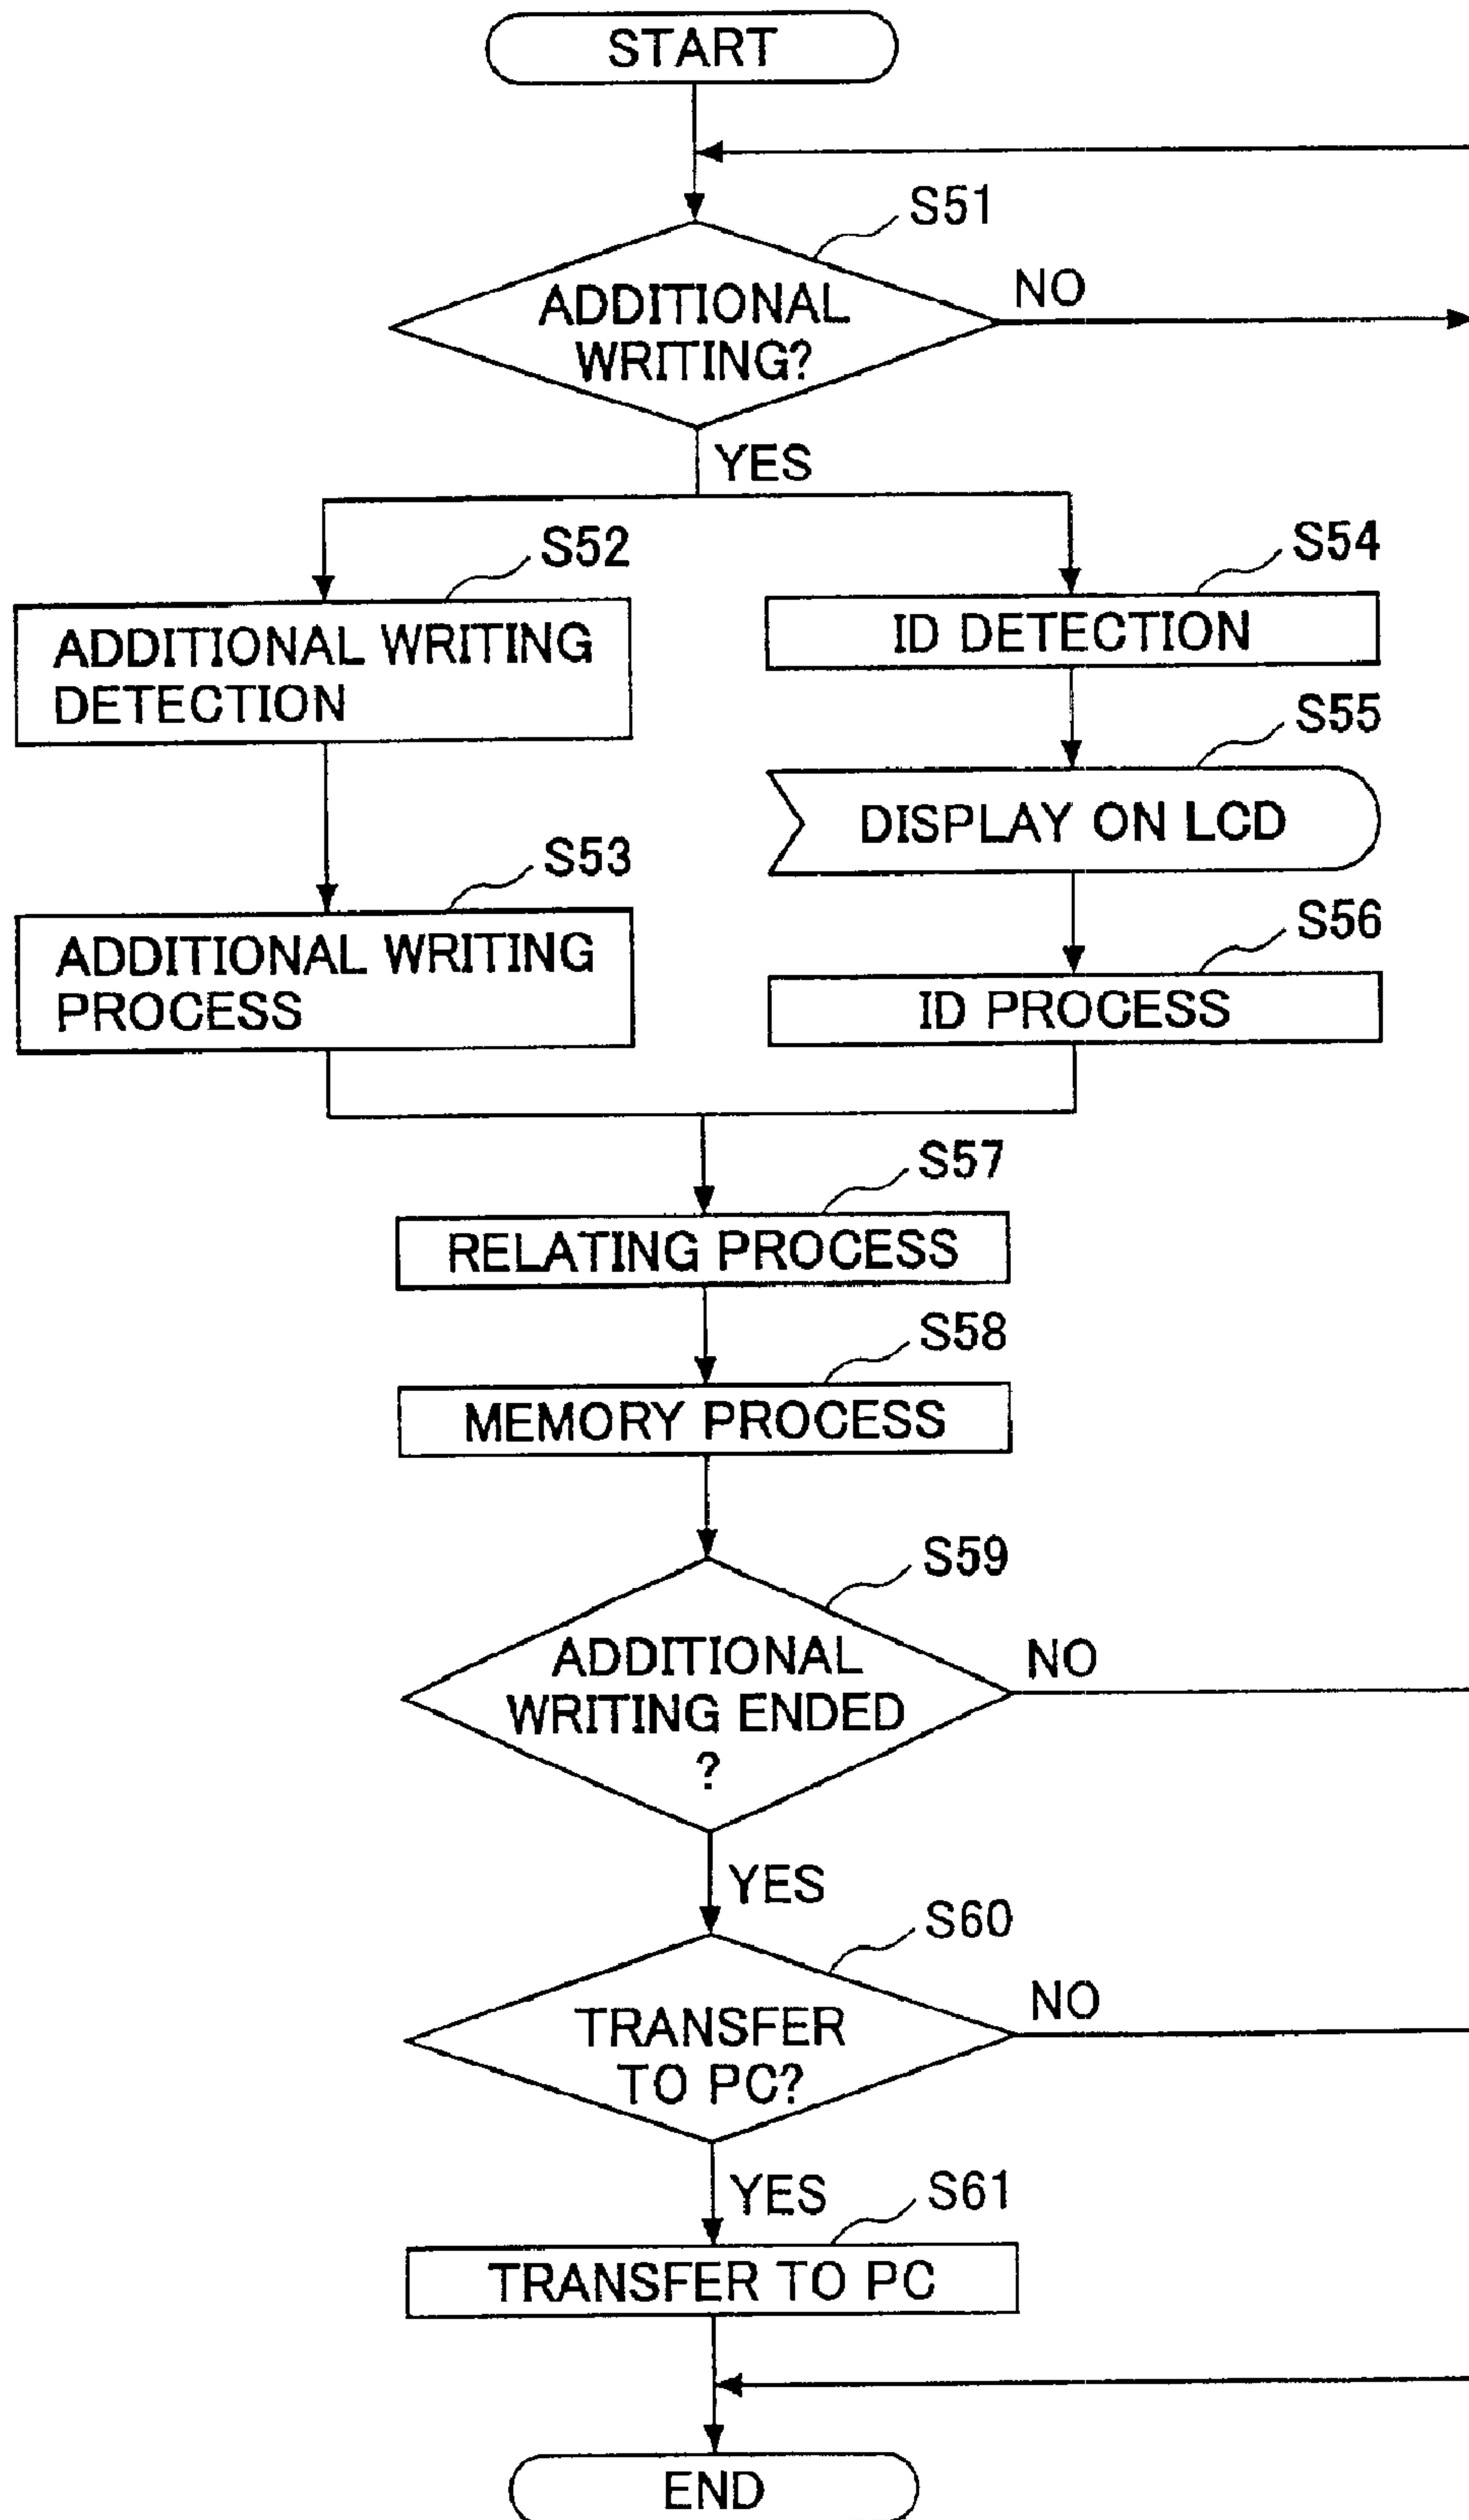 START
S51
ADDITIONAL
WRITING?
NO
YES
S52
ADDITIONAL WRITING
DETECTION
S54
ID DETECTION
S55
DISPLAY ON LCD
S53
ADDITIONAL WRITING
PROCESS
S56
ID PROCESS
S57
RELATING PROCESS
S58
MEMORY PROCESS
S59
ADDITIONAL
WRITING ENDED
?
NO
YES
S60
TRANSFER
TO PC?
NO
YES
S61
TRANSFER TO PC
END